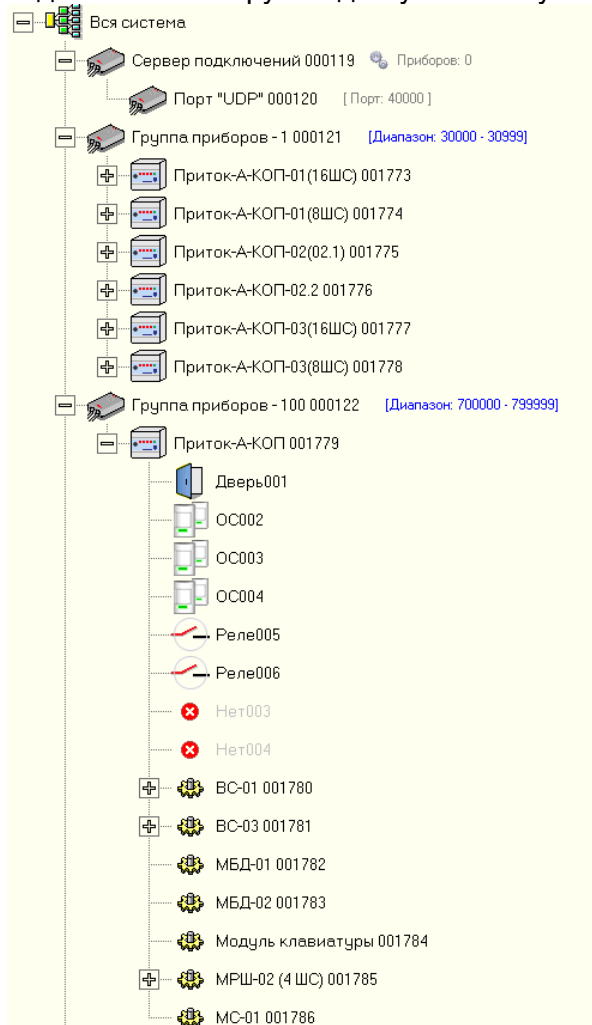 Вся система
Сервер подключений 000119 Приборов: 0
Порт "UDP" 000120 [ Порт: 40000 ]
Группа приборов - 1 000121 [Диапазон: 30000 - 30999]
Приток-А-КОП-01(16ШС) 001773
Приток-А-КОП-01(8ШС) 001774
Приток-А-КОП-02(02.1) 001775
Приток-А-КОП-02.2 001776
Приток-А-КОП-03(16ШС) 001777
Приток-А-КОП-03(8ШС) 001778
Группа приборов - 100 000122 [Диапазон: 700000 - 799999]
Приток-А-КОП 001779
Дверь001
ОС002
ОС003
ОС004
Реле005
Реле006
Нет003
Нет004
ВС-01 001780
ВС-03 001781
МБД-01 001782
МБД-02 001783
Модуль клавиатуры 001784
МРШ-02 (4 ШС) 001785
МС-01 001786